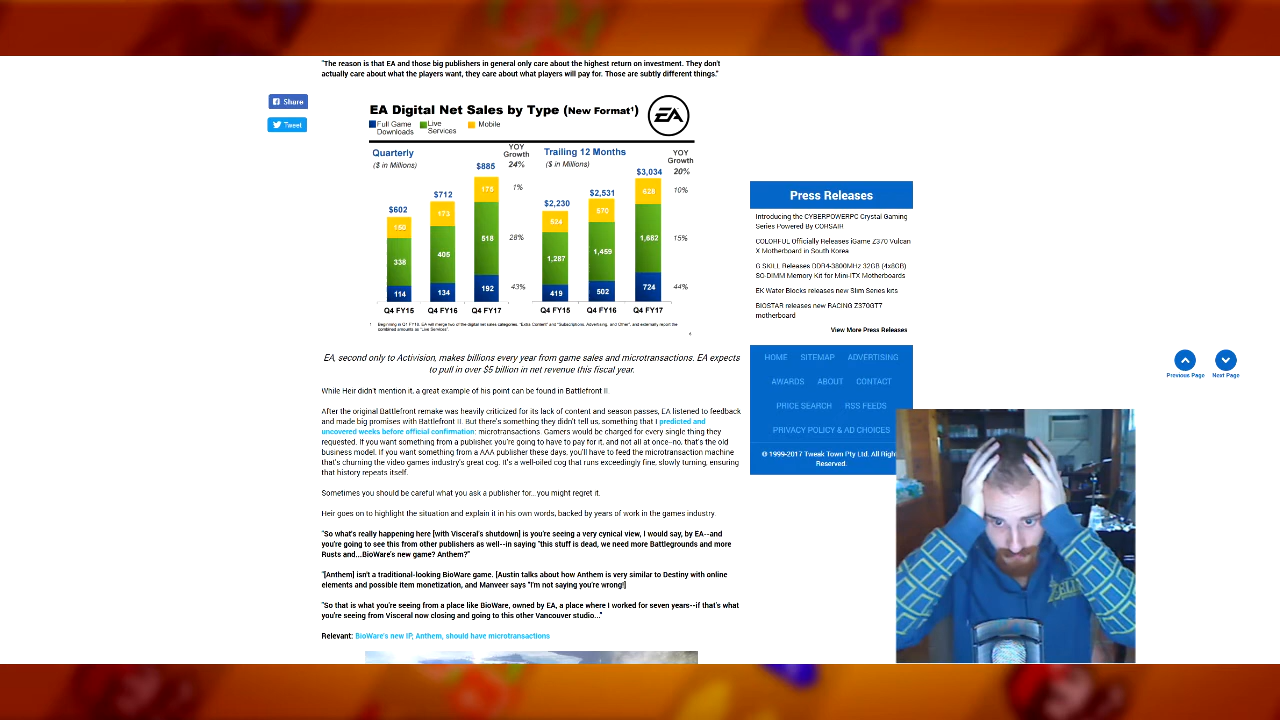 "The reason is that EA and those big publishers in general only care about the highest return on investment. They don't
actually care about what the players want, they care about what players will pay for. Those are subtly different things."
Share
Tweet
EA Digital Net Sales by Type (New Format¹)
EA
Full Game Downloads
Live Services
Mobile
Quarterly
($ in Millions)
YOY Growth
24%
Trailing 12 Months
($ in Millions)
YOY Growth
20%
$602
$712
$885
$2,230
$2,531
$3,034
150
173
175
1%
524
570
628
10%
338
405
518
28%
1,287
1,459
1,682
15%
114
134
192
43%
419
502
724
44%
Q4 FY15
Q4 FY16
Q4 FY17
Q4 FY15
Q4 FY16
Q4 FY17
EA, second only to Activision, makes billions every year from game sales and microtransactions. EA expects
to pull in over $5 billion in net revenue this fiscal year.
While Heir didn't mention it, a great example of his point can be found in Battlefront II.
After the original Battlefront remake was heavily criticized for its lack of content and season passes, EA listened to feedback
and made big promises with Battlefront II. But there's something they didn't tell us, something that I predicted and
uncovered weeks before official confirmation: microtransactions. Gamers would be charged for every single thing they
requested. If you want something from a publisher, you're going to have to pay for it, and not all at once--no, that's the old
business model. If you want something from a AAA publisher these days, you'll have to feed the microtransaction machine
that's churning the video games industry's great cog. It's a well-oiled cog that runs exceedingly fine, slowly turning, ensuring
that history repeats itself.
Sometimes you should be careful what you ask a publisher for...you might regret it.
Heir goes on to highlight the situation and explain it in his own words, backed by years of work in the games industry.
"So what's really happening here [with Visceral's shutdown] is you're seeing a very cynical view, I would say, by EA--and
you're going to see this from other publishers as well--in saying "this stuff is dead, we need more Battlegrounds and more
Rusts and...BioWare's new game? Anthem?"
"[Anthem] isn't a traditional-looking BioWare game. [Austin talks about how Anthem is very similar to Destiny with online
elements and possible item monetization, and Manveer says "I'm not saying you're wrong!]
"So that is what you're seeing from a place like BioWare, owned by EA, a place where I worked for seven years--if that's what
you're seeing from Visceral now closing and going to this other Vancouver studio..."
Relevant: BioWare's new IP, Anthem, should have microtransactions
Press Releases
Introducing the CYBERPOWERPC Crystal Gaming
Series Powered By CORSAIR
COLORFUL Officially Releases iGame Z370 Vulcan
X Motherboard in South Korea
G.SKILL Releases DDR4-3800MHz 32GB (4x8GB)
SO-DIMM Memory Kit for Mini-ITX Motherboards
EK Water Blocks releases new Slim Series kits
BIOSTAR releases new RACING Z370GT7
motherboard
View More Press Releases
HOME SITEMAP ADVERTISING
AWARDS ABOUT CONTACT
PRICE SEARCH RSS FEEDS
PRIVACY POLICY & AD CHOICES
© 1999-2017 Tweak Town Pty Ltd. All Righ
Reserved.
Previous Page
Next Page